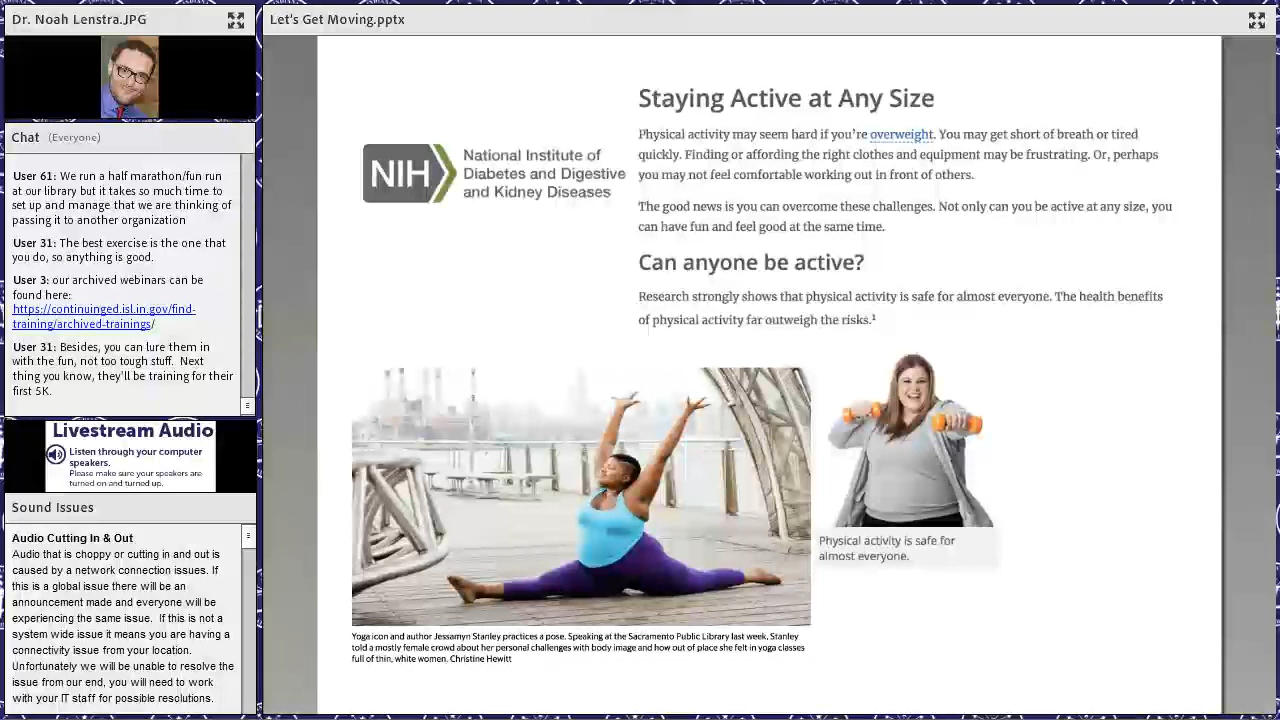 Dr. Noah Lenstra.JPG
Chat (Everyone)
User 61: We run a half marathon/fun run
at our library but it takes so much time to
set up and manage that we are thinking of
passing it to another organization
User 31: The best exercise is the one that
you do, so anything is good.
User 3: our archived webinars can be
found here:
https://continuinged.isl.in.gov/find-
training/archived-trainings/
User 31: Besides, you can lure them in
with the fun, not too tough stuff. Next
thing you know, they'll be training for their
first 5K.
Livestream Audio
Listen through your computer
speakers.
Please make sure your speakers are
turned on and turned up.
Sound Issues
Audio Cutting In & Out
Audio that is choppy or cutting in and out is
caused by a network connection issues. If
this is a global issue there will be an
announcement made and everyone will be
experiencing the same issue. If this is not a
system wide issue it means you are having a
connectivity issue from your location.
Unfortunately we will be unable to resolve the
issue from our end, you will need to work
with your IT staff for possible resolutions.
Let's Get Moving.pptx
NIH
National Institute of
Diabetes and Digestive
and Kidney Diseases
Staying Active at Any Size
Physical activity may seem hard if you're overweight. You may get short of breath or tired
quickly. Finding or affording the right clothes and equipment may be frustrating. Or, perhaps
you may not feel comfortable working out in front of others.
The good news is you can overcome these challenges. Not only can you be active at any size, you
can have fun and feel good at the same time.
Can anyone be active?
Research strongly shows that physical activity is safe for almost everyone. The health benefits
of physical activity far outweigh the risks.¹
Physical activity is safe for
almost everyone.
Yoga icon and author Jessamyn Stanley practices a pose. Speaking at the Sacramento Public Library last week, Stanley
told a mostly female crowd about her personal challenges with body image and how out of place she felt in yoga classes
full of thin, white women. Christine Hewitt